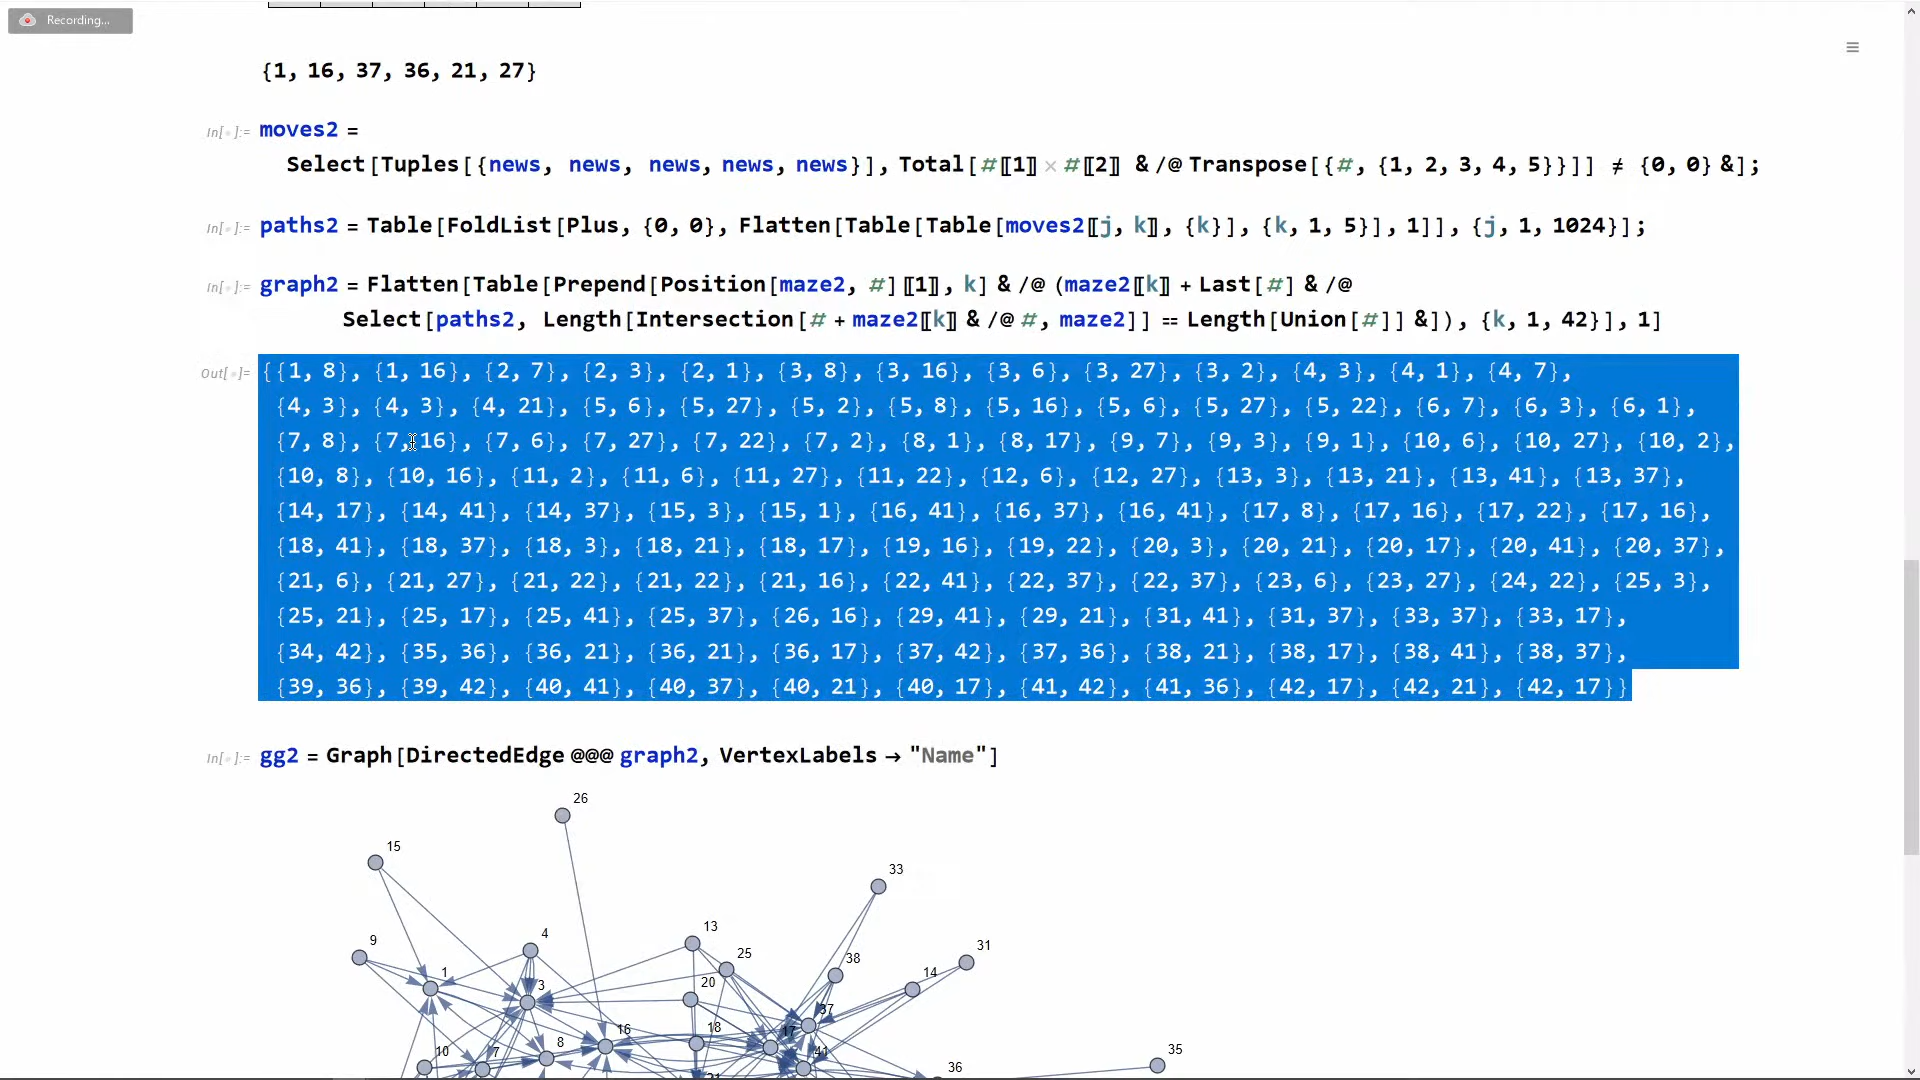 Recording...
{1, 16, 37, 36, 21, 27}
In[ ]:= moves2 =
Select[Tuples[{news, news, news, news, news}], Total[#⟦1⟧ × #⟦2⟧ & /@ Transpose[{#, {1, 2, 3, 4, 5}}]] ≠ {0, 0} &];
In[ ]:= paths2 = Table[FoldList[Plus, {0, 0}, Flatten[Table[Table[moves2⟦j, k⟧, {k}], {k, 1, 5}], 1]], {j, 1, 1024}];
In[ ]:= graph2 = Flatten[Table[Prepend[Position[maze2, #]⟦1⟧, k] & /@ (maze2⟦k⟧ + Last[#] & /@
Select[paths2, Length[Intersection[# + maze2⟦k⟧ & /@ #, maze2]] == Length[Union[#]] &]), {k, 1, 42}], 1]
Out[ ]= {{1, 8}, {1, 16}, {2, 7}, {2, 3}, {2, 1}, {3, 8}, {3, 16}, {3, 6}, {3, 27}, {3, 2}, {4, 3}, {4, 1}, {4, 7},
{4, 3}, {4, 3}, {4, 21}, {5, 6}, {5, 27}, {5, 2}, {5, 8}, {5, 16}, {5, 6}, {5, 27}, {5, 22}, {6, 7}, {6, 3}, {6, 1},
{7, 8}, {7, 16}, {7, 6}, {7, 27}, {7, 22}, {7, 2}, {8, 1}, {8, 17}, {9, 7}, {9, 3}, {9, 1}, {10, 6}, {10, 27}, {10, 2},
{10, 8}, {10, 16}, {11, 2}, {11, 6}, {11, 27}, {11, 22}, {12, 6}, {12, 27}, {13, 3}, {13, 21}, {13, 41}, {13, 37},
{14, 17}, {14, 41}, {14, 37}, {15, 3}, {15, 1}, {16, 41}, {16, 37}, {16, 41}, {17, 8}, {17, 16}, {17, 22}, {17, 16},
{18, 41}, {18, 37}, {18, 3}, {18, 21}, {18, 17}, {19, 16}, {19, 22}, {20, 3}, {20, 21}, {20, 17}, {20, 41}, {20, 37},
{21, 6}, {21, 27}, {21, 22}, {21, 22}, {21, 16}, {22, 41}, {22, 37}, {22, 37}, {23, 6}, {23, 27}, {24, 22}, {25, 3},
{25, 21}, {25, 17}, {25, 41}, {25, 37}, {26, 16}, {29, 41}, {29, 21}, {31, 41}, {31, 37}, {33, 37}, {33, 17},
{34, 42}, {35, 36}, {36, 21}, {36, 21}, {36, 17}, {37, 42}, {37, 36}, {38, 21}, {38, 17}, {38, 41}, {38, 37},
{39, 36}, {39, 42}, {40, 41}, {40, 37}, {40, 21}, {40, 17}, {41, 42}, {41, 36}, {42, 17}, {42, 21}, {42, 17}}
In[ ]:= gg2 = Graph[DirectedEdge @@@ graph2, VertexLabels → "Name"]
26
15
33
13
4
9
25
31
38
1
14
20
3
37
16
18
17
8
10
7
41
35
36